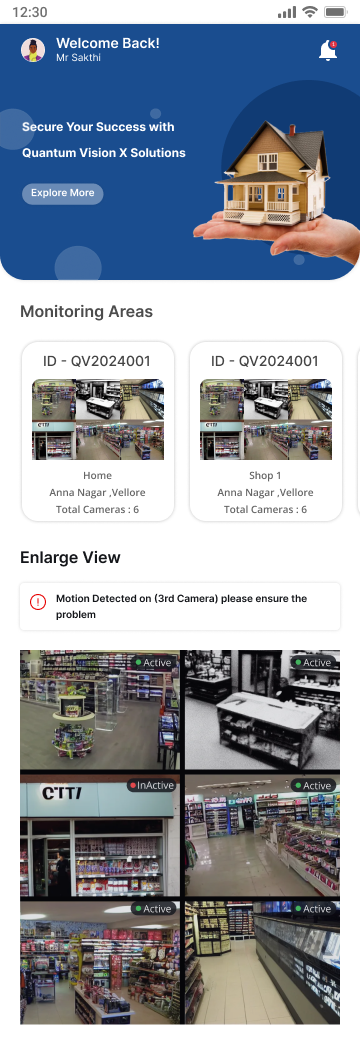 12:30
Welcome Back!
Mr Sakthi
1
Secure Your Success with
Quantum Vision X Solutions
Explore More
Monitoring Areas
ID - QV2024001
Home
Anna Nagar ,Vellore
Total Cameras : 6
ID - QV2024001
Shop 1
Anna Nagar ,Vellore
Total Cameras : 6
Enlarge View
Motion Detected on (3rd Camera) please ensure the
problem
Active
Active
InActive
Active
Active
Active